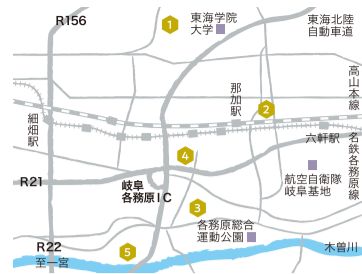 R156
1
東海学院
大学
東海北陸
自動車道
高山本線
那加駅
2
細畑駅
六軒駅
名鉄各務原線
4
航空自衛隊
岐阜基地
R21
岐阜
各務原IC
3
各務原総合
運動公園
R22
至一宮
5
木曽川